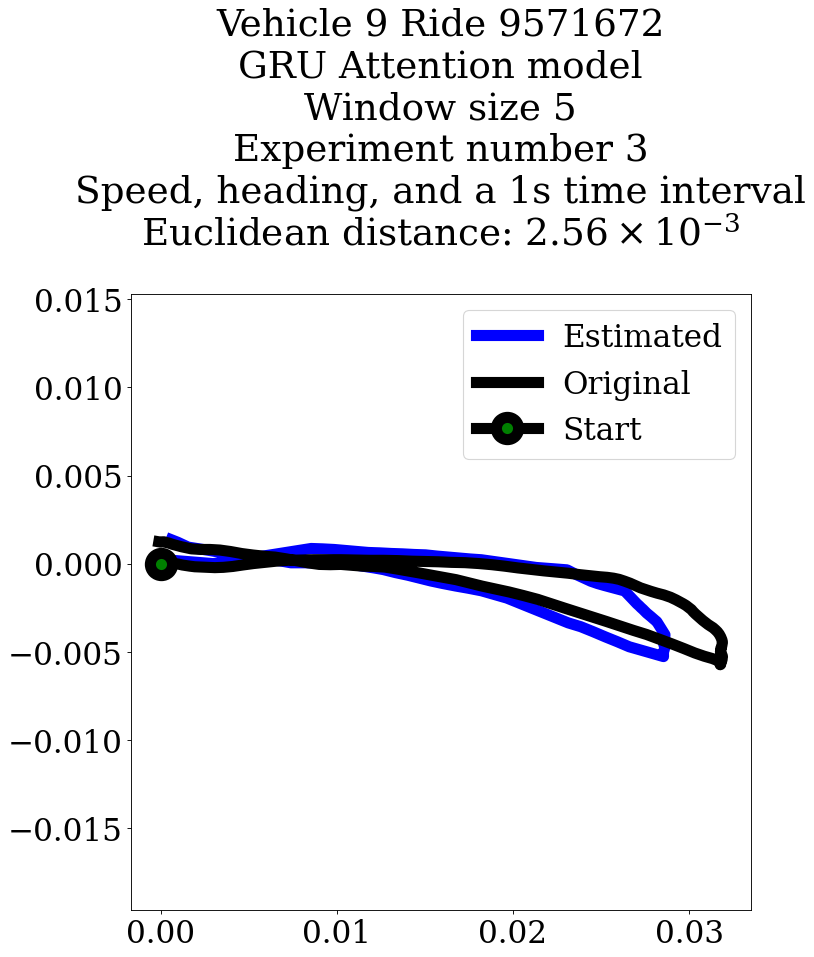 Vehicle 9 Ride 9571672
GRU Attention model
Window size 5
Experiment number 3
Speed, heading, and a 1s time interval
Euclidean distance: 2.56 × 10⁻³
0.015
0.010
0.005
0.000
−0.005
−0.010
−0.015
Estimated
Original
Start
0.00 0.01 0.02 0.03